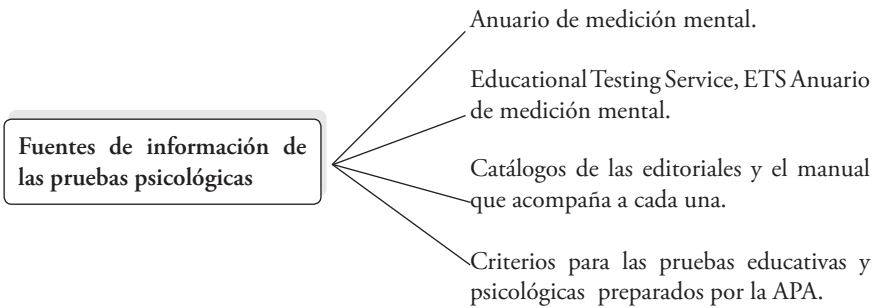 Anuario de medición mental.
Educational Testing Service, ETS Anuario
de medición mental.
Fuentes de información de
las pruebas psicológicas
Catálogos de las editoriales y el manual
que acompaña a cada una.
Criterios para las pruebas educativas y
psicológicas preparados por la APA.